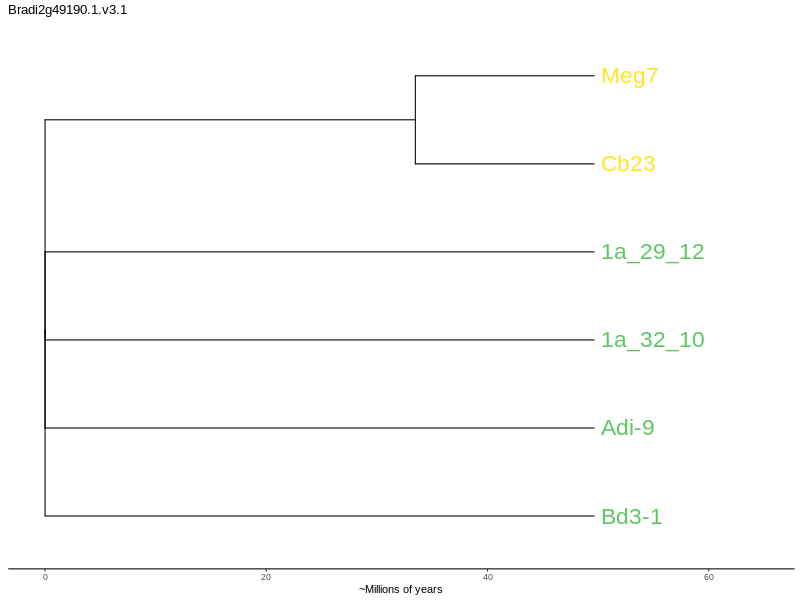 Bradi2g49190.1.v3.1
Meg7
Cb23
1a_29_12
1a_32_10
Adi-9
Bd3-1
0 20 40 60
~Millions of years